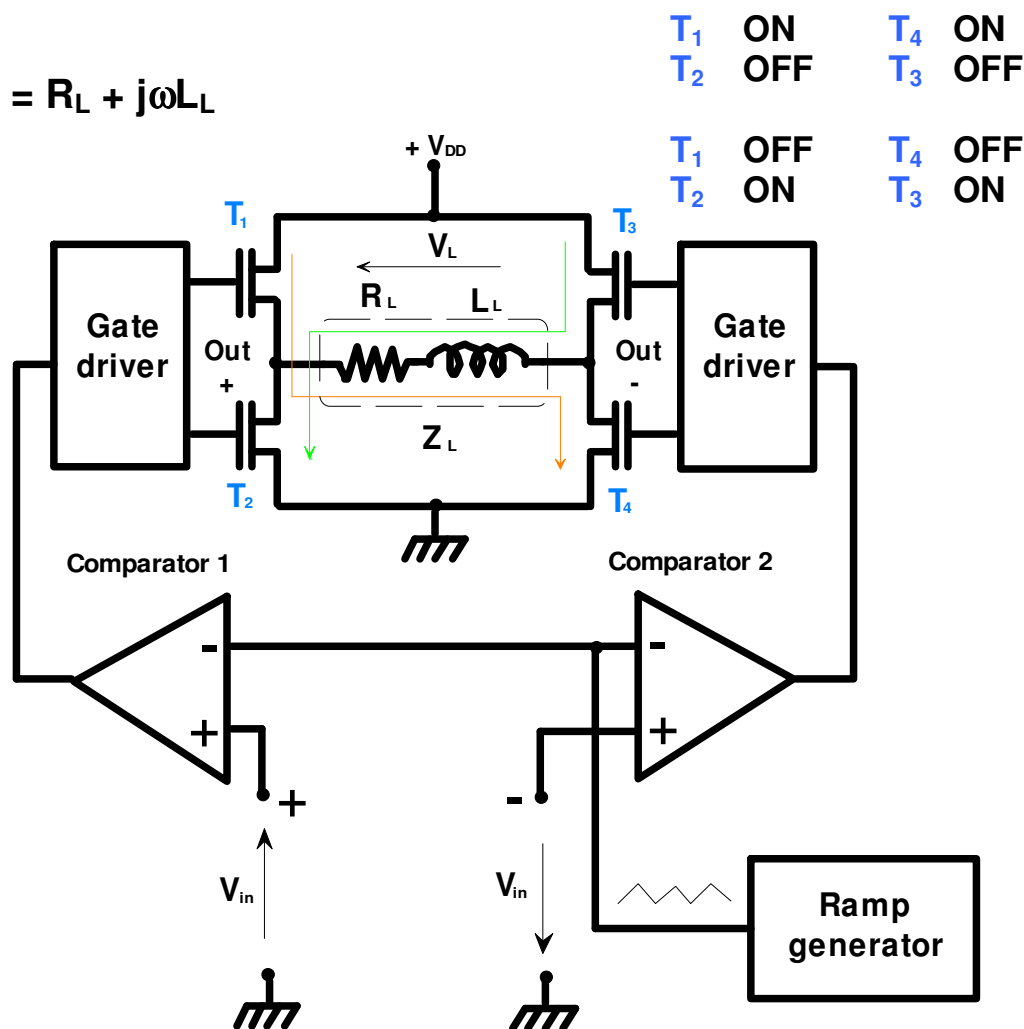 T1 ON T4 ON
T2 OFF T3 OFF
= RL + jωLL
T1 OFF T4 OFF
T2 ON T3 ON
+ VDD
T1
T3
VL
RL
LL
Gate driver
Out +
Out -
Gate driver
ZL
T2
T4
Comparator 1
Comparator 2
-
-
+
+
+
-
Vin
Vin
Ramp generator